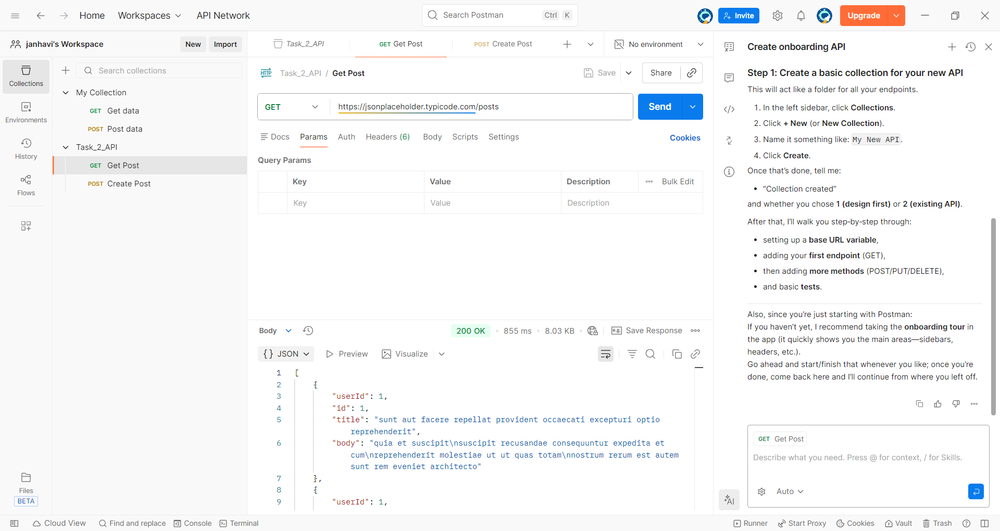 Home
Workspaces
API Network
Search Postman
Ctrl K
Invite
Upgrade
janhavi's Workspace
New
Import
Task_2_API
GET Get Post
POST Create Post
No environment
Create onboarding API
Collections
Environments
History
Flows
Files
BETA
Search collections
My Collection
GET Get data
POST Post data
Task_2_API
GET Get Post
POST Create Post
HTTP
Task_2_API / Get Post
Save
Share
GET
https://jsonplaceholder.typicode.com/posts
Send
Docs
Params
Auth
Headers (6)
Body
Scripts
Settings
Cookies
Query Params
Key
Value
Description
Bulk Edit
Key
Value
Description
Body
200 OK
855 ms
8.03 KB
e.g.
Save Response
{} JSON
Preview
Visualize
1 [
2 {
3 "userId": 1,
4 "id": 1,
5 "title": "sunt aut facere repellat provident occaecati excepturi optio
reprehenderit",
6 "body": "quia et suscipit\nsuscipit recusandae consequuntur expedita et
cum\nreprehenderit molestiae ut ut quas totam\nnostrum rerum est autem
sunt rem eveniet architecto"
7 },
8 {
9 "userId": 1,
Step 1: Create a basic collection for your new API
This will act like a folder for all your endpoints.
1. In the left sidebar, click Collections.
2. Click + New (or New Collection).
3. Name it something like: My New API.
4. Click Create.
Once that’s done, tell me:
• “Collection created”
and whether you chose 1 (design first) or 2 (existing API).
After that, I’ll walk you step-by-step through:
• setting up a base URL variable,
• adding your first endpoint (GET),
• then adding more methods (POST/PUT/DELETE),
• and basic tests.
Also, since you’re just starting with Postman:
If you haven’t yet, I recommend taking the onboarding tour in
the app (it quickly shows you the main areas—sidebars,
headers, etc.).
Go ahead and start/finish that whenever you like; once you’re
done, come back here and I’ll continue from where you left off.
GET Get Post
Describe what you need. Press @ for context, / for Skills.
Auto
AI
Cloud View
Find and replace
Console
Terminal
Runner
Start Proxy
Cookies
Vault
Trash